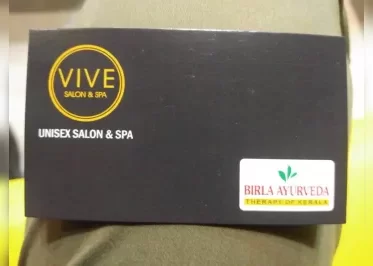 VIVE
SALON & SPA
UNISEX SALON & SPA
BIRLA AYURVEDA
THERAPY OF KERALA